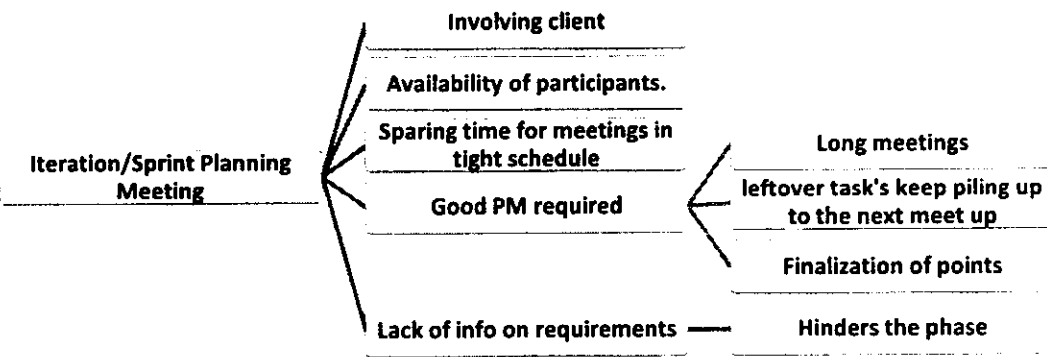 Iteration/Sprint Planning
Meeting
Involving client
Availability of participants.
Sparing time for meetings in
tight schedule
Good PM required
Long meetings
leftover task's keep piling up
to the next meet up
Finalization of points
Lack of info on requirements
Hinders the phase